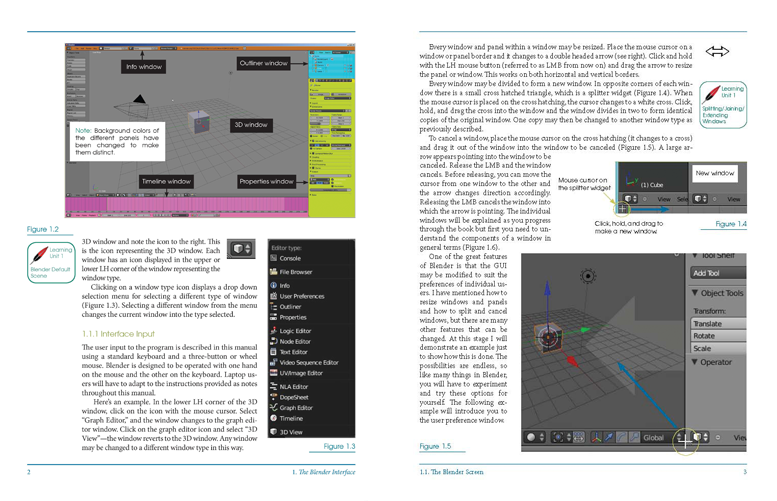 Info window
Outliner window
Note: Background colors of
the different panels have
been changed to make
them distinct.
3D window
Timeline window
Properties window
Figure 1.2
Learning
Unit 1
Blender Default
Scene
3D window and note the icon to the right. This
is the icon representing the 3D window. Each
window has an icon displayed in the upper or
lower LH corner of the window representing the
window type.
Clicking on a window type icon displays a drop down
selection menu for selecting a different type of window
(Figure 1.3). Selecting a different window from the menu
changes the current window into the type selected.
1.1.1 Interface Input
The user input to the program is described in this manual
using a standard keyboard and a three-button or wheel
mouse. Blender is designed to be operated with one hand
on the mouse and the other on the keyboard. Laptop us-
ers will have to adapt to the instructions provided as notes
throughout this manual.
Here's an example. In the lower LH corner of the 3D
window, click on the icon with the mouse cursor. Select
"Graph Editor," and the window changes to the graph edi-
tor window. Click on the graph editor icon and select "3D
View"—the window reverts to the 3D window. Any window
may be changed to a different window type in this way.
Editor type:
Console
File Browser
Info
User Preferences
Outliner
Properties
Logic Editor
Node Editor
Text Editor
Video Sequence Editor
UV/Image Editor
NLA Editor
DopeSheet
Graph Editor
Timeline
3D View
Figure 1.3
2
1. The Blender Interface
Every window and panel within a window may be resized. Place the mouse cursor on a
window or panel border and it changes to a double headed arrow (see right). Click and hold
with the LH mouse button (referred to as LMB from now on) and drag the arrow to resize
the panel or window. This works on both horizontal and vertical borders.
Every window may be divided to form a new window. In opposite corners of each win-
dow there is a small cross hatched triangle, which is a splitter widget (Figure 1.4). When
the mouse cursor is placed on the cross hatching, the cursor changes to a white cross. Click,
hold, and drag the cross into the window and the window divides in two to form identical
copies of the original window. One copy may then be changed to another window type as
previously described.
Learning
Unit 1
Splitting/Joining/
Extending
Windows
To cancel a window, place the mouse cursor on the cross hatching (it changes to a cross)
and drag it out of the window into the window to be canceled (Figure 1.5). A large ar-
row appears pointing into the window to be
canceled. Release the LMB and the window
cancels. Before releasing, you can move the
cursor from one window to the other and
the arrow changes direction accordingly.
Releasing the LMB cancels the window into
which the arrow is pointing. The individual
windows will be explained as you progress
through the book but first you need to un-
derstand the components of a window in
general terms (Figure 1.6).
Mouse cursor on
the splitter widget
(1) Cube
New window
View
View
Click, hold, and drag to
make a new window.
Figure 1.4
One of the great features
of Blender is that the GUI
may be modified to suit the
preferences of individual us-
ers. I have mentioned how to
resize windows and panels
and how to split and cancel
windows, but there are many
other features that can be
changed. At this stage I will
demonstrate an example just
to show how this is done. The
possibilities are endless, so
like many things in Blender,
you will have to experiment
and try these options for
yourself. The following ex-
ample will introduce you to
the user preference window.
Tool Shelf
Add Tool
Object Tools
Transform:
Translate
Rotate
Scale
Operator
Global
Figure 1.5
1.1. The Blender Screen
3